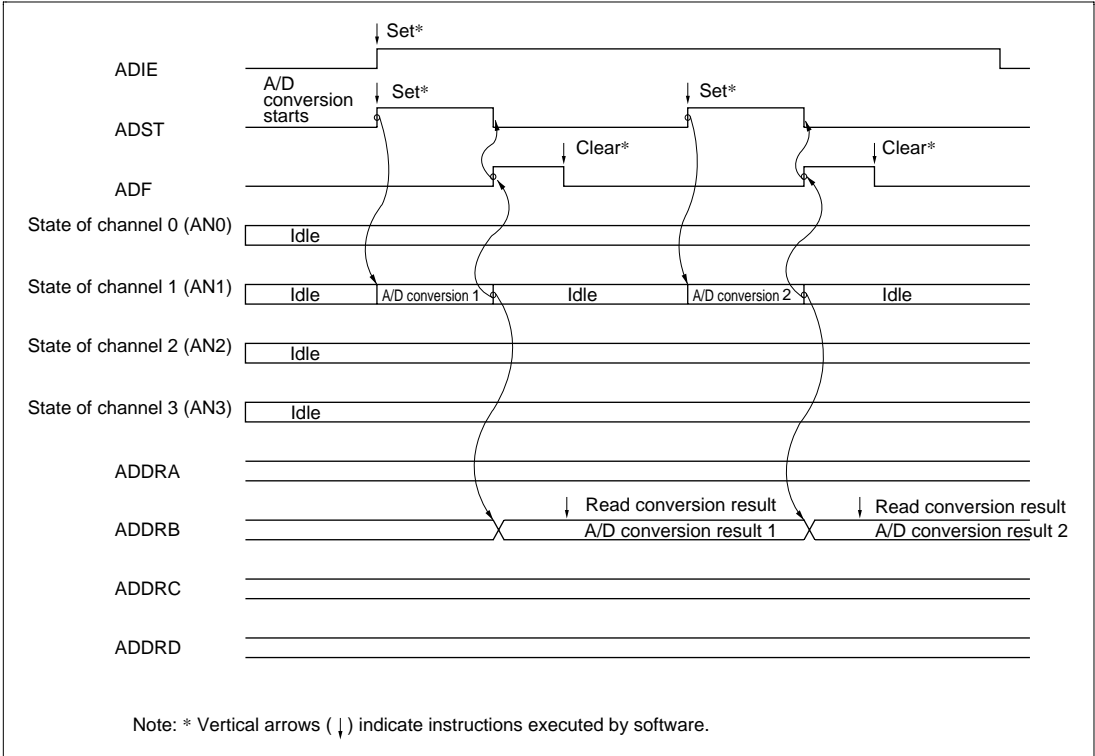 Set*
ADIE
A/D
conversion
starts
Set*
Set*
ADST
Clear*
Clear*
ADF
State of channel 0 (AN0)
Idle
State of channel 1 (AN1)
Idle
A/D conversion 1
Idle
A/D conversion 2
Idle
State of channel 2 (AN2)
Idle
State of channel 3 (AN3)
Idle
ADDRA
Read conversion result
Read conversion result
ADDRB
A/D conversion result 1
A/D conversion result 2
ADDRC
ADDRD
Note: * Vertical arrows (↓) indicate instructions executed by software.